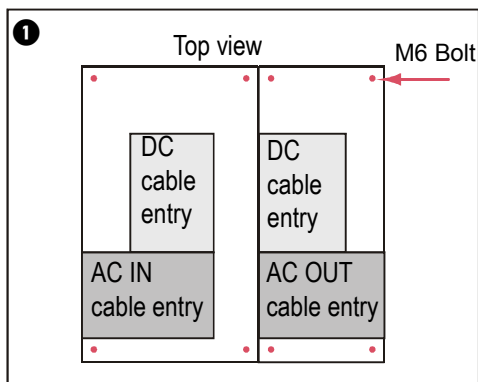 1
Top view
M6 Bolt
DC
cable
entry
DC
cable
entry
AC IN
cable entry
AC OUT
cable entry